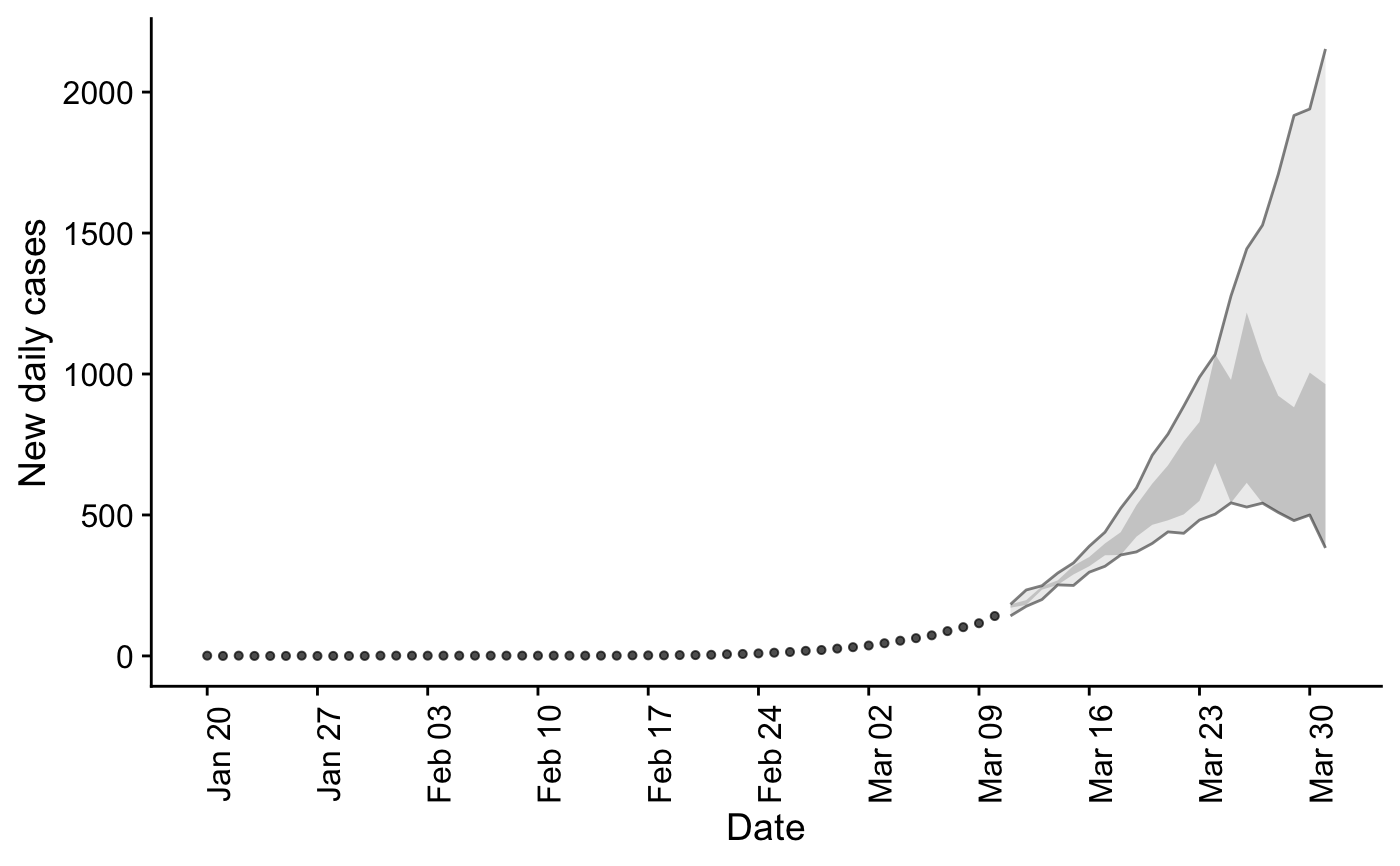 New daily cases
2000
1500
1000
500
0
Jan 20
Jan 27
Feb 03
Feb 10
Feb 17
Feb 24
Mar 02
Mar 09
Mar 16
Mar 23
Mar 30
Date